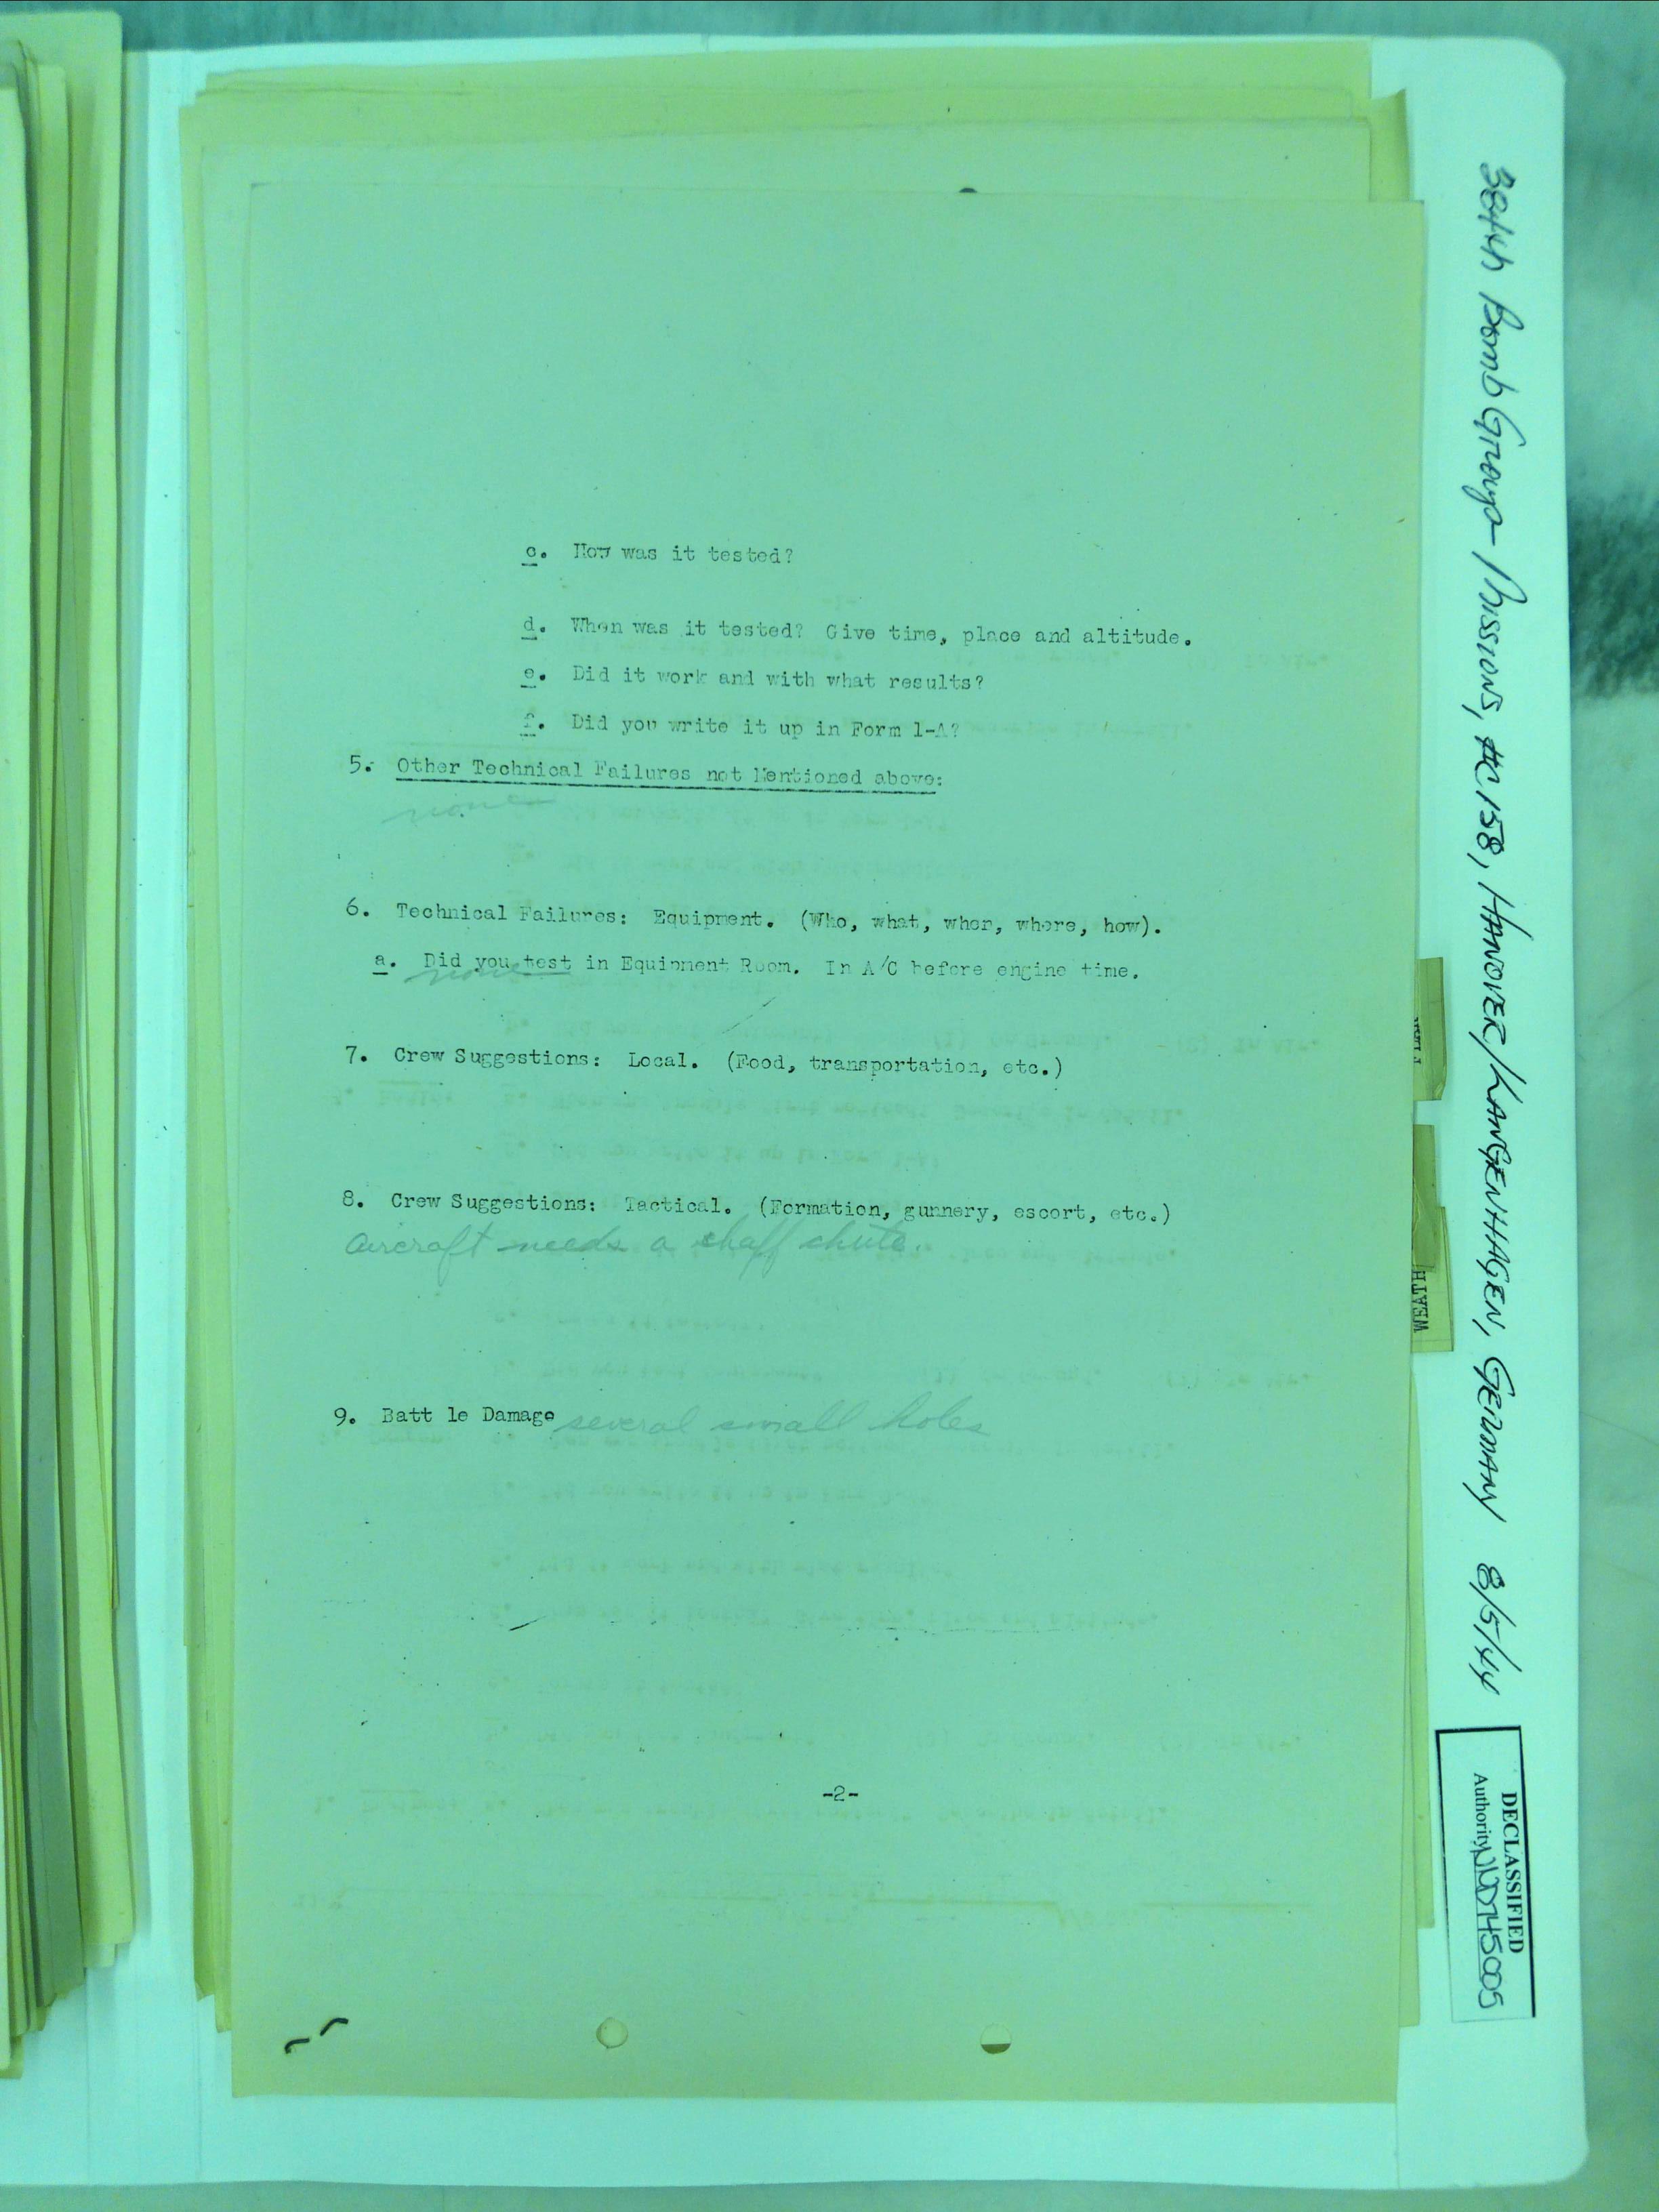 c. How was it tested?
d. When was it tested? Give time, place and altitude.
e. Did it work and with what results?
f. Did you write it up in Form 1-A?
5. Other Technical Failures not Mentioned above:
none
6. Technical Failures: Equipment. (Who, what, when, where, how).
a. Did you test in Equipment Room. In A/C before engine time.
none
7. Crew Suggestions: Local. (Food, transportation, etc.)
8. Crew Suggestions: Tactical. (Formation, gunnery, escort, etc.)
Aircraft needs a chaff chute.
9. Batt le Damage several small holes
-2-
384th Bomb Group - Missions, #C158, HANOVER/LANGENHAGEN, GERMANY 8/5/44
WEATH
DECLASSIFIED
Authority NND745005